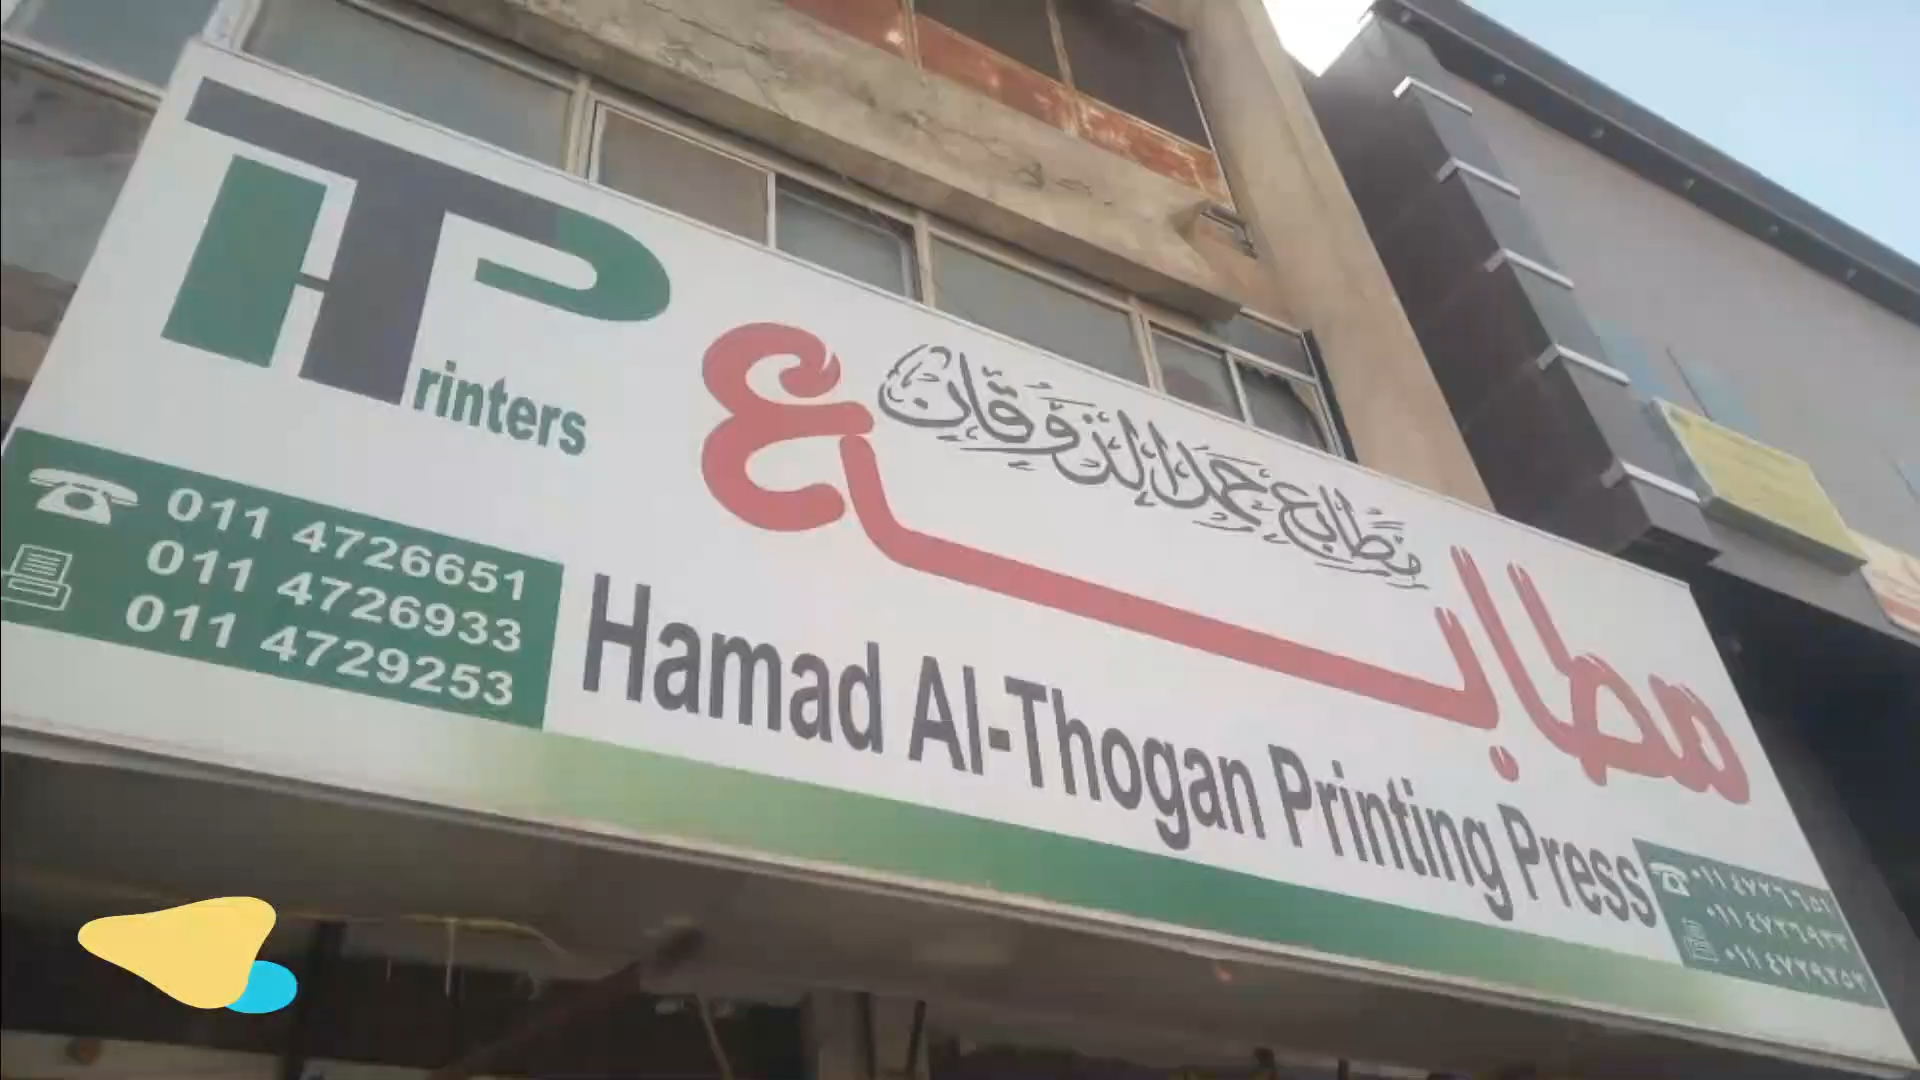 HTP
rinters
مطابع حمد الذوقان
مطابع
011 4726651
011 4726933
011 4729253
Hamad Al-Thogan Printing Press
٠١١ ٤٧٢٦٦٥١
٠١١ ٤٧٢٦٩٣٣
٠١١ ٤٧٢٩٢٥٣